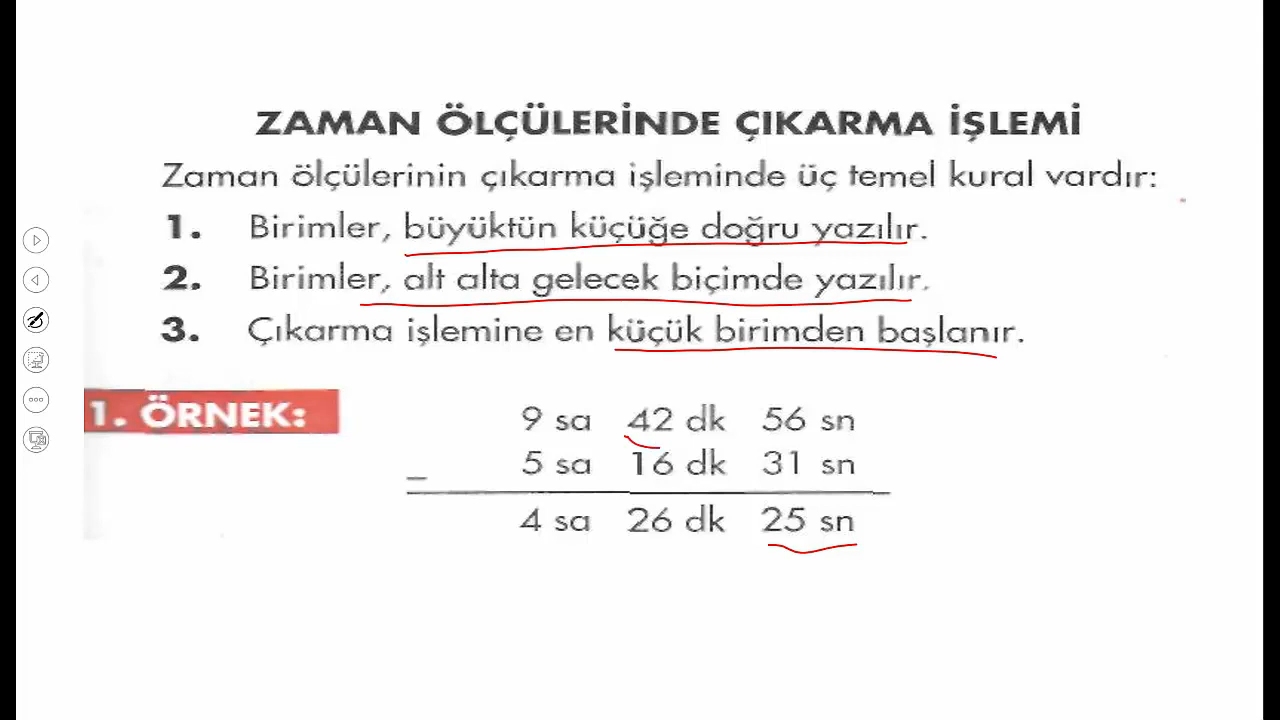 ZAMAN ÖLÇÜLERİNDE ÇIKARMA İŞLEMİ
Zaman ölçülerinin çıkarma işleminde üç temel kural vardır:
1. Birimler, büyüktün küçüğe doğru yazılır.
2. Birimler, alt alta gelecek biçimde yazılır.
3. Çıkarma işlemine en küçük birimden başlanır.
1. ÖRNEK:
9 sa 42 dk 56 sn
5 sa 16 dk 31 sn
_
4 sa 26 dk 25 sn